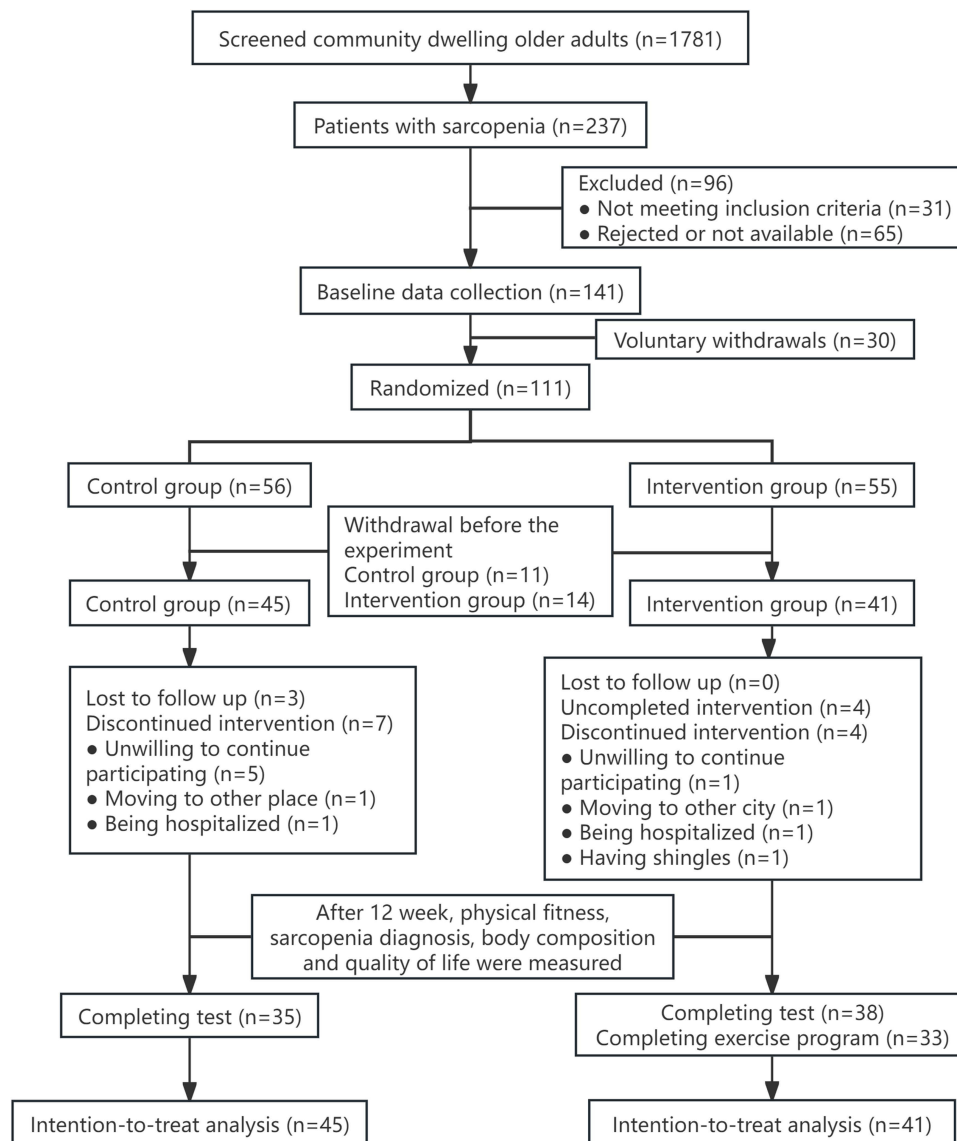 Screened community dwelling older adults (n=1781)
Patients with sarcopenia (n=237)
Excluded (n=96)
● Not meeting inclusion criteria (n=31)
● Rejected or not available (n=65)
Baseline data collection (n=141)
Voluntary withdrawals (n=30)
Randomized (n=111)
Control group (n=56)
Intervention group (n=55)
Withdrawal before the
experiment
Control group (n=11)
Intervention group (n=14)
Control group (n=45)
Intervention group (n=41)
Lost to follow up (n=3)
Discontinued intervention (n=7)
● Unwilling to continue
participating (n=5)
● Moving to other place (n=1)
● Being hospitalized (n=1)
Lost to follow up (n=0)
Uncompleted intervention (n=4)
Discontinued intervention (n=4)
● Unwilling to continue
participating (n=1)
● Moving to other city (n=1)
● Being hospitalized (n=1)
● Having shingles (n=1)
After 12 week, physical fitness,
sarcopenia diagnosis, body composition
and quality of life were measured
Completing test (n=35)
Completing test (n=38)
Completing exercise program (n=33)
Intention-to-treat analysis (n=45)
Intention-to-treat analysis (n=41)